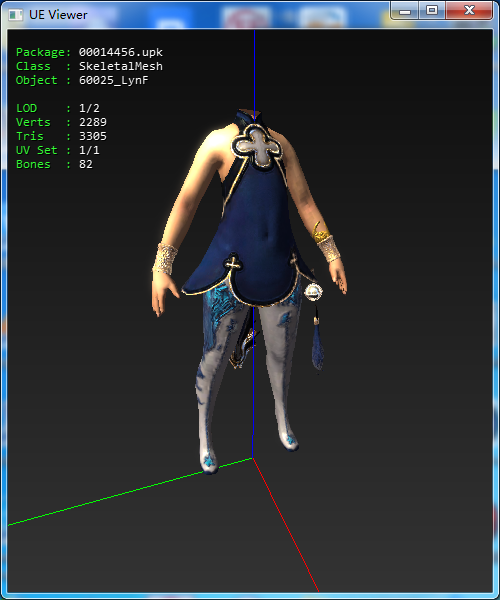 UE Viewer
Package: 00014456.upk
Class : SkeletalMesh
Object : 60025_LynF
LOD : 1/2
Verts : 2289
Tris : 3305
UV Set : 1/1
Bones : 82